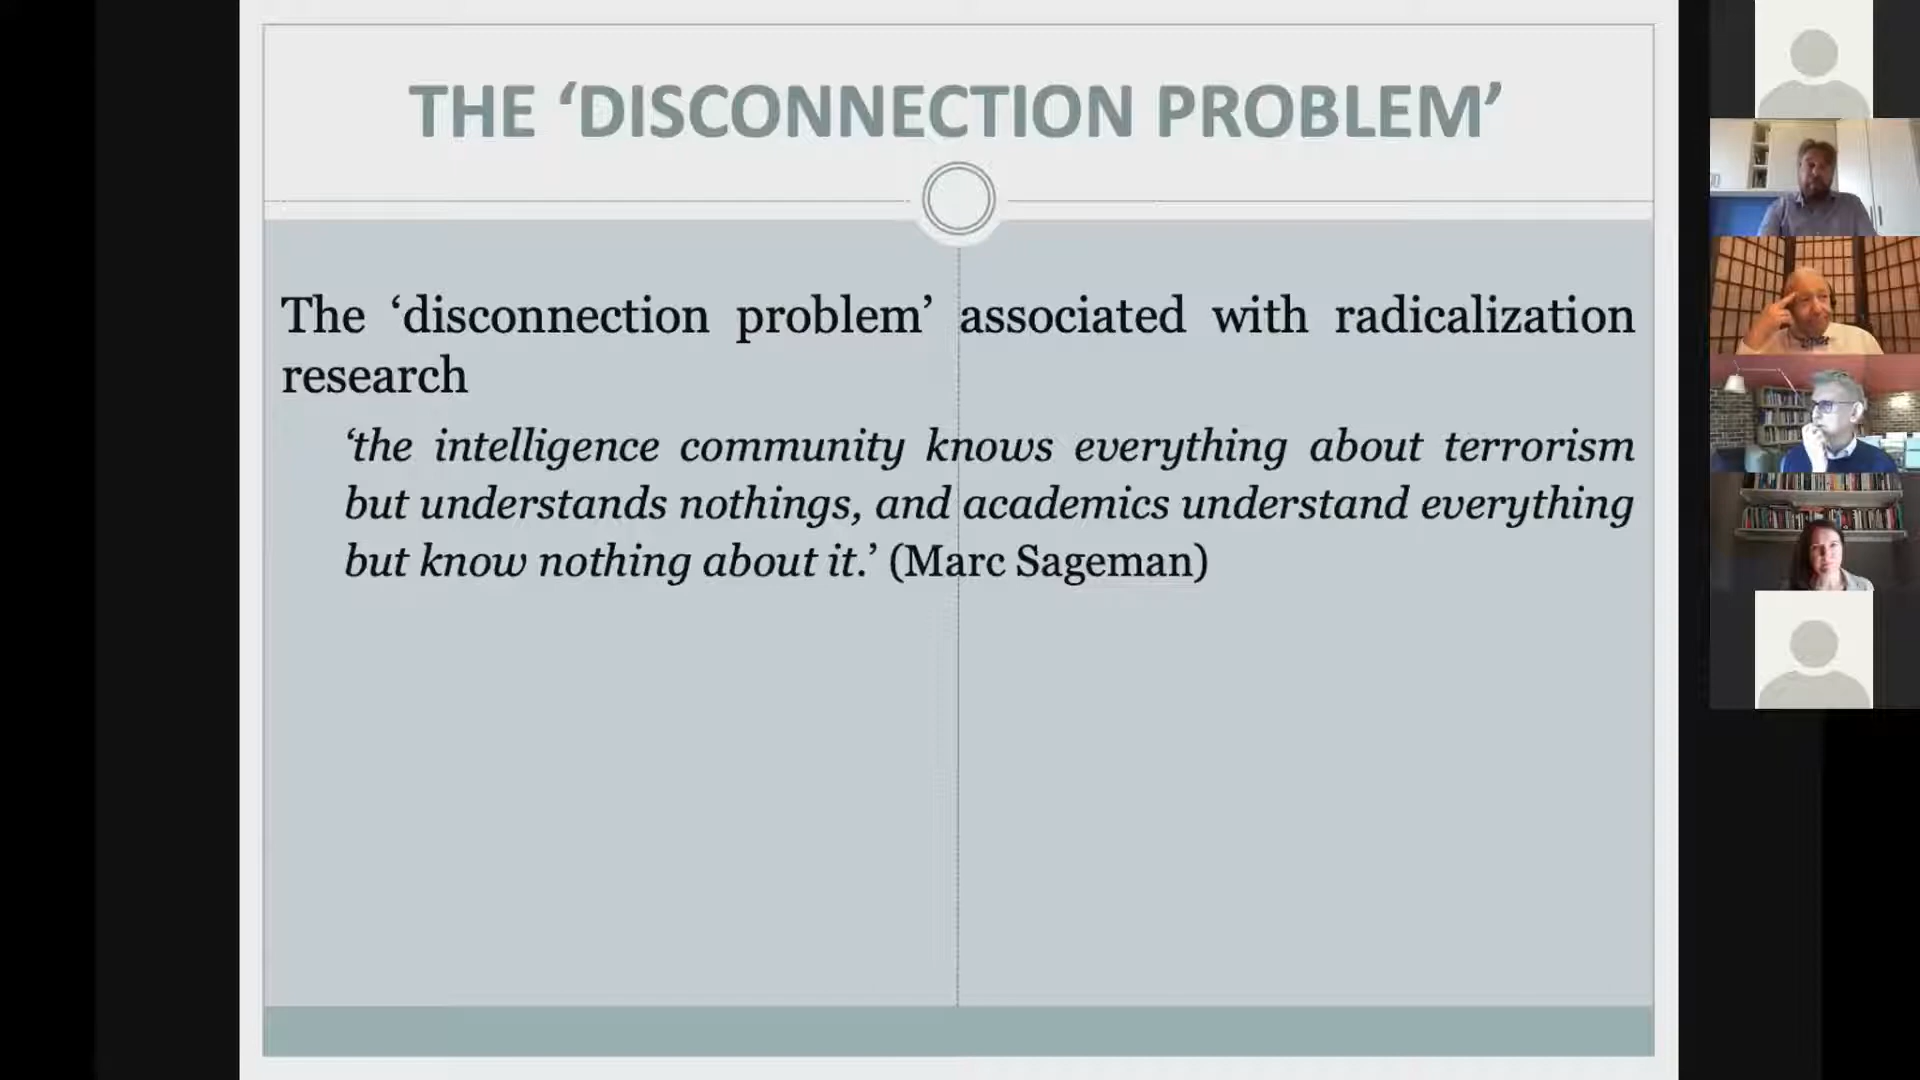 THE ‘DISCONNECTION PROBLEM’
The ‘disconnection problem’ associated with radicalization
research
‘the intelligence community knows everything about terrorism
but understands nothings, and academics understand everything
but know nothing about it.’ (Marc Sageman)